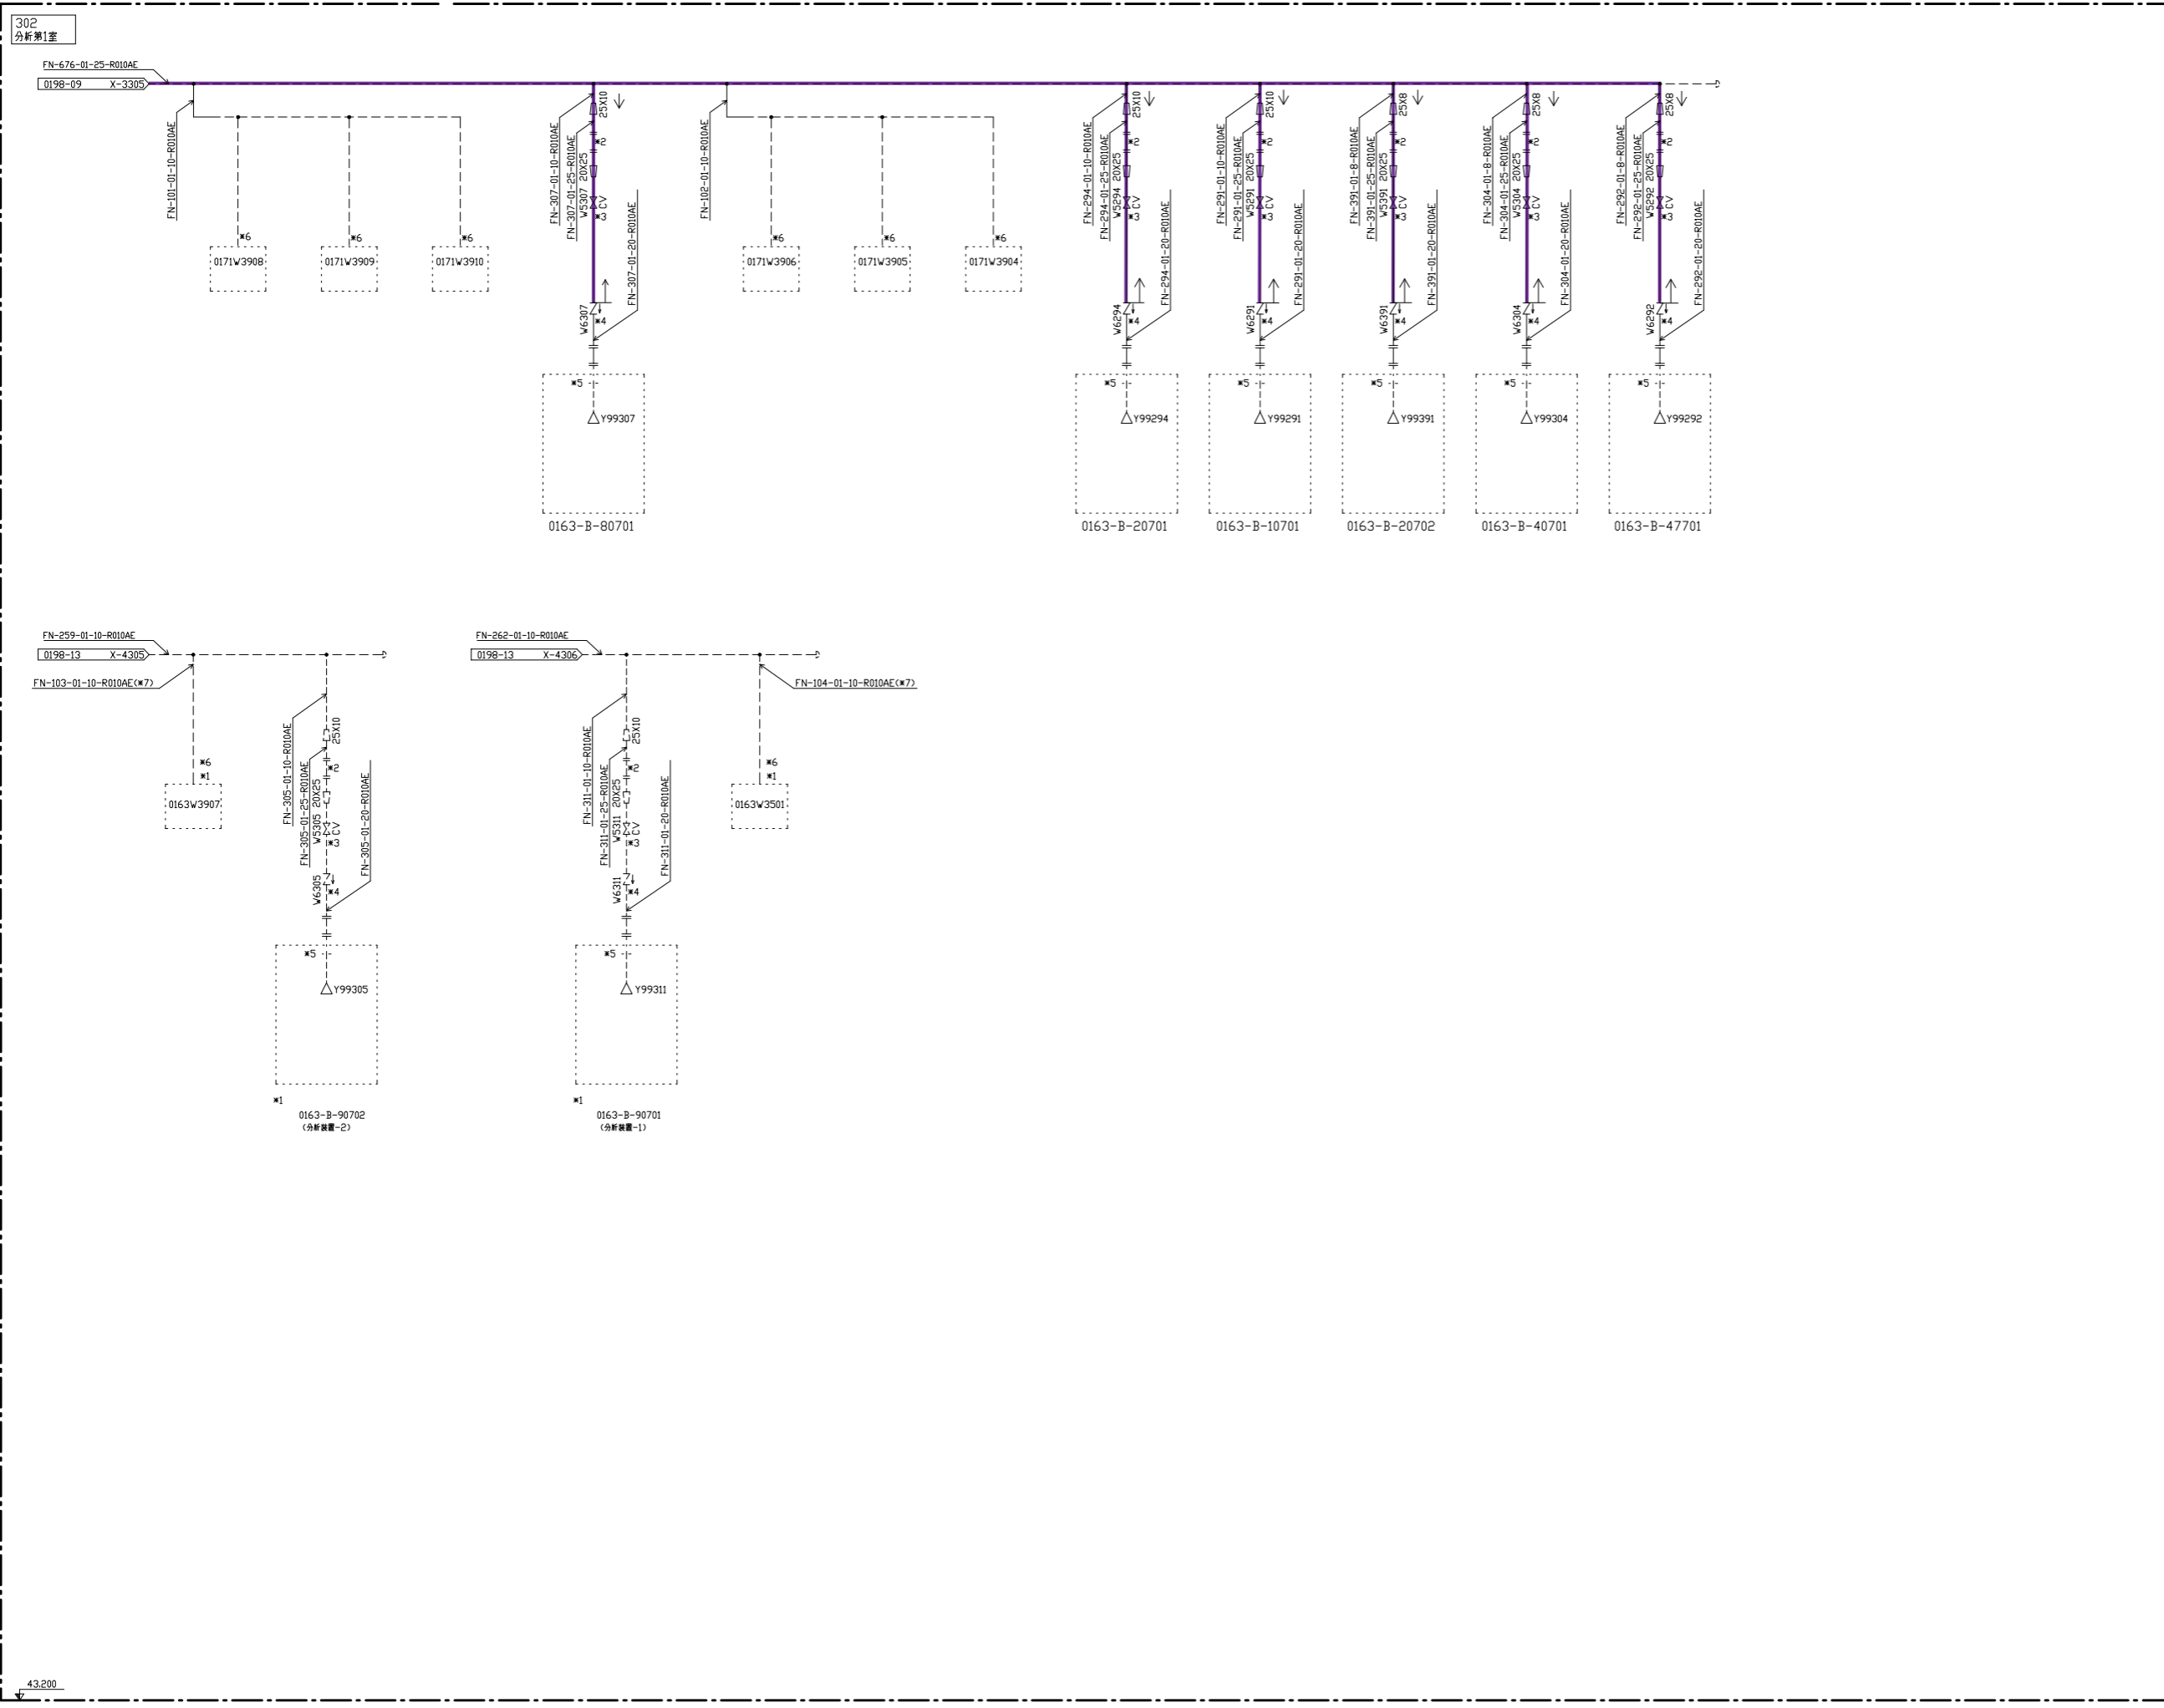 302
分析第1室
FN-676-01-25-R010AE
0198-09 X-3305
FN-101-01-10-R010AE
※6
0171W3908
※6
0171W3909
※6
0171W3910
FN-307-01-10-R010AE
FN-307-01-25-R010AE
25X10
※2
W5307 20X25
CV
※3
FN-307-01-20-R010AE
W6307
※4
※5
Y99307
0163-B-80701
FN-102-01-10-R010AE
※6
0171W3906
※6
0171W3905
※6
0171W3904
FN-294-01-10-R010AE
FN-294-01-25-R010AE
25X10
※2
W5294 20X25
CV
※3
FN-294-01-20-R010AE
W6294
※4
※5
Y99294
0163-B-20701
FN-291-01-10-R010AE
FN-291-01-25-R010AE
25X10
※2
W5291 20X25
CV
※3
FN-291-01-20-R010AE
W6291
※4
※5
Y99291
0163-B-10701
FN-391-01-8-R010AE
FN-391-01-25-R010AE
25X8
※2
W5391 20X25
CV
※3
FN-391-01-20-R010AE
W6391
※4
※5
Y99391
0163-B-20702
FN-304-01-8-R010AE
FN-304-01-25-R010AE
25X8
※2
W5304 20X25
CV
※3
FN-304-01-20-R010AE
W6304
※4
※5
Y99304
0163-B-40701
FN-292-01-8-R010AE
FN-292-01-25-R010AE
25X8
※2
W5292 20X25
CV
※3
FN-292-01-20-R010AE
W6292
※4
※5
Y99292
0163-B-47701
FN-259-01-10-R010AE
0198-13 X-4305
FN-103-01-10-R010AE(※7)
※6
※1
0163W3907
FN-305-01-10-R010AE
FN-305-01-25-R010AE
25X10
※2
W5305 20X25
CV
※3
FN-305-01-20-R010AE
W6305
※4
※5
Y99305
※1
0163-B-90702
(分析装置-2)
FN-262-01-10-R010AE
0198-13 X-4306
FN-311-01-10-R010AE
FN-311-01-25-R010AE
25X10
※2
W5311 20X25
CV
※3
FN-311-01-20-R010AE
W6311
※4
※5
Y99311
※1
0163-B-90701
(分析装置-1)
FN-104-01-10-R010AE(※7)
※6
※1
0163W3501
43.200